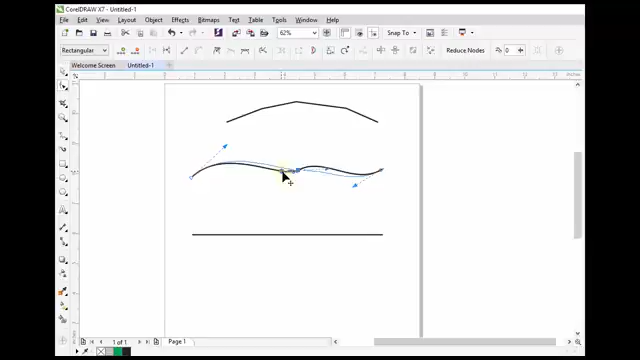 CorelDRAW X7 - Untitled-1
File Edit View Layout Object Effects Bitmaps Text Table Tools Window Help
62% Snap To
Rectangular Reduce Nodes 0
Welcome Screen Untitled-1
inches
1 of 1 Page 1